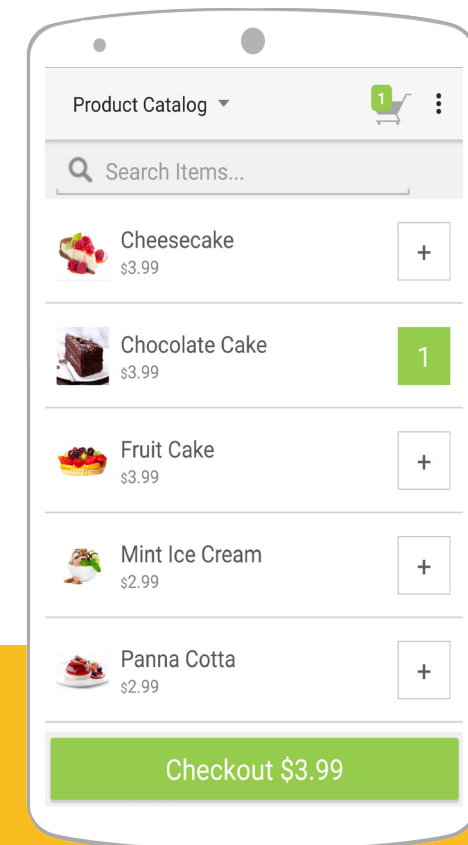 Product Catalog
1
Search Items...
Cheesecake
$3.99
+
Chocolate Cake
$3.99
1
Fruit Cake
$3.99
+
Mint Ice Cream
$2.99
+
Panna Cotta
$2.99
+
Checkout $3.99